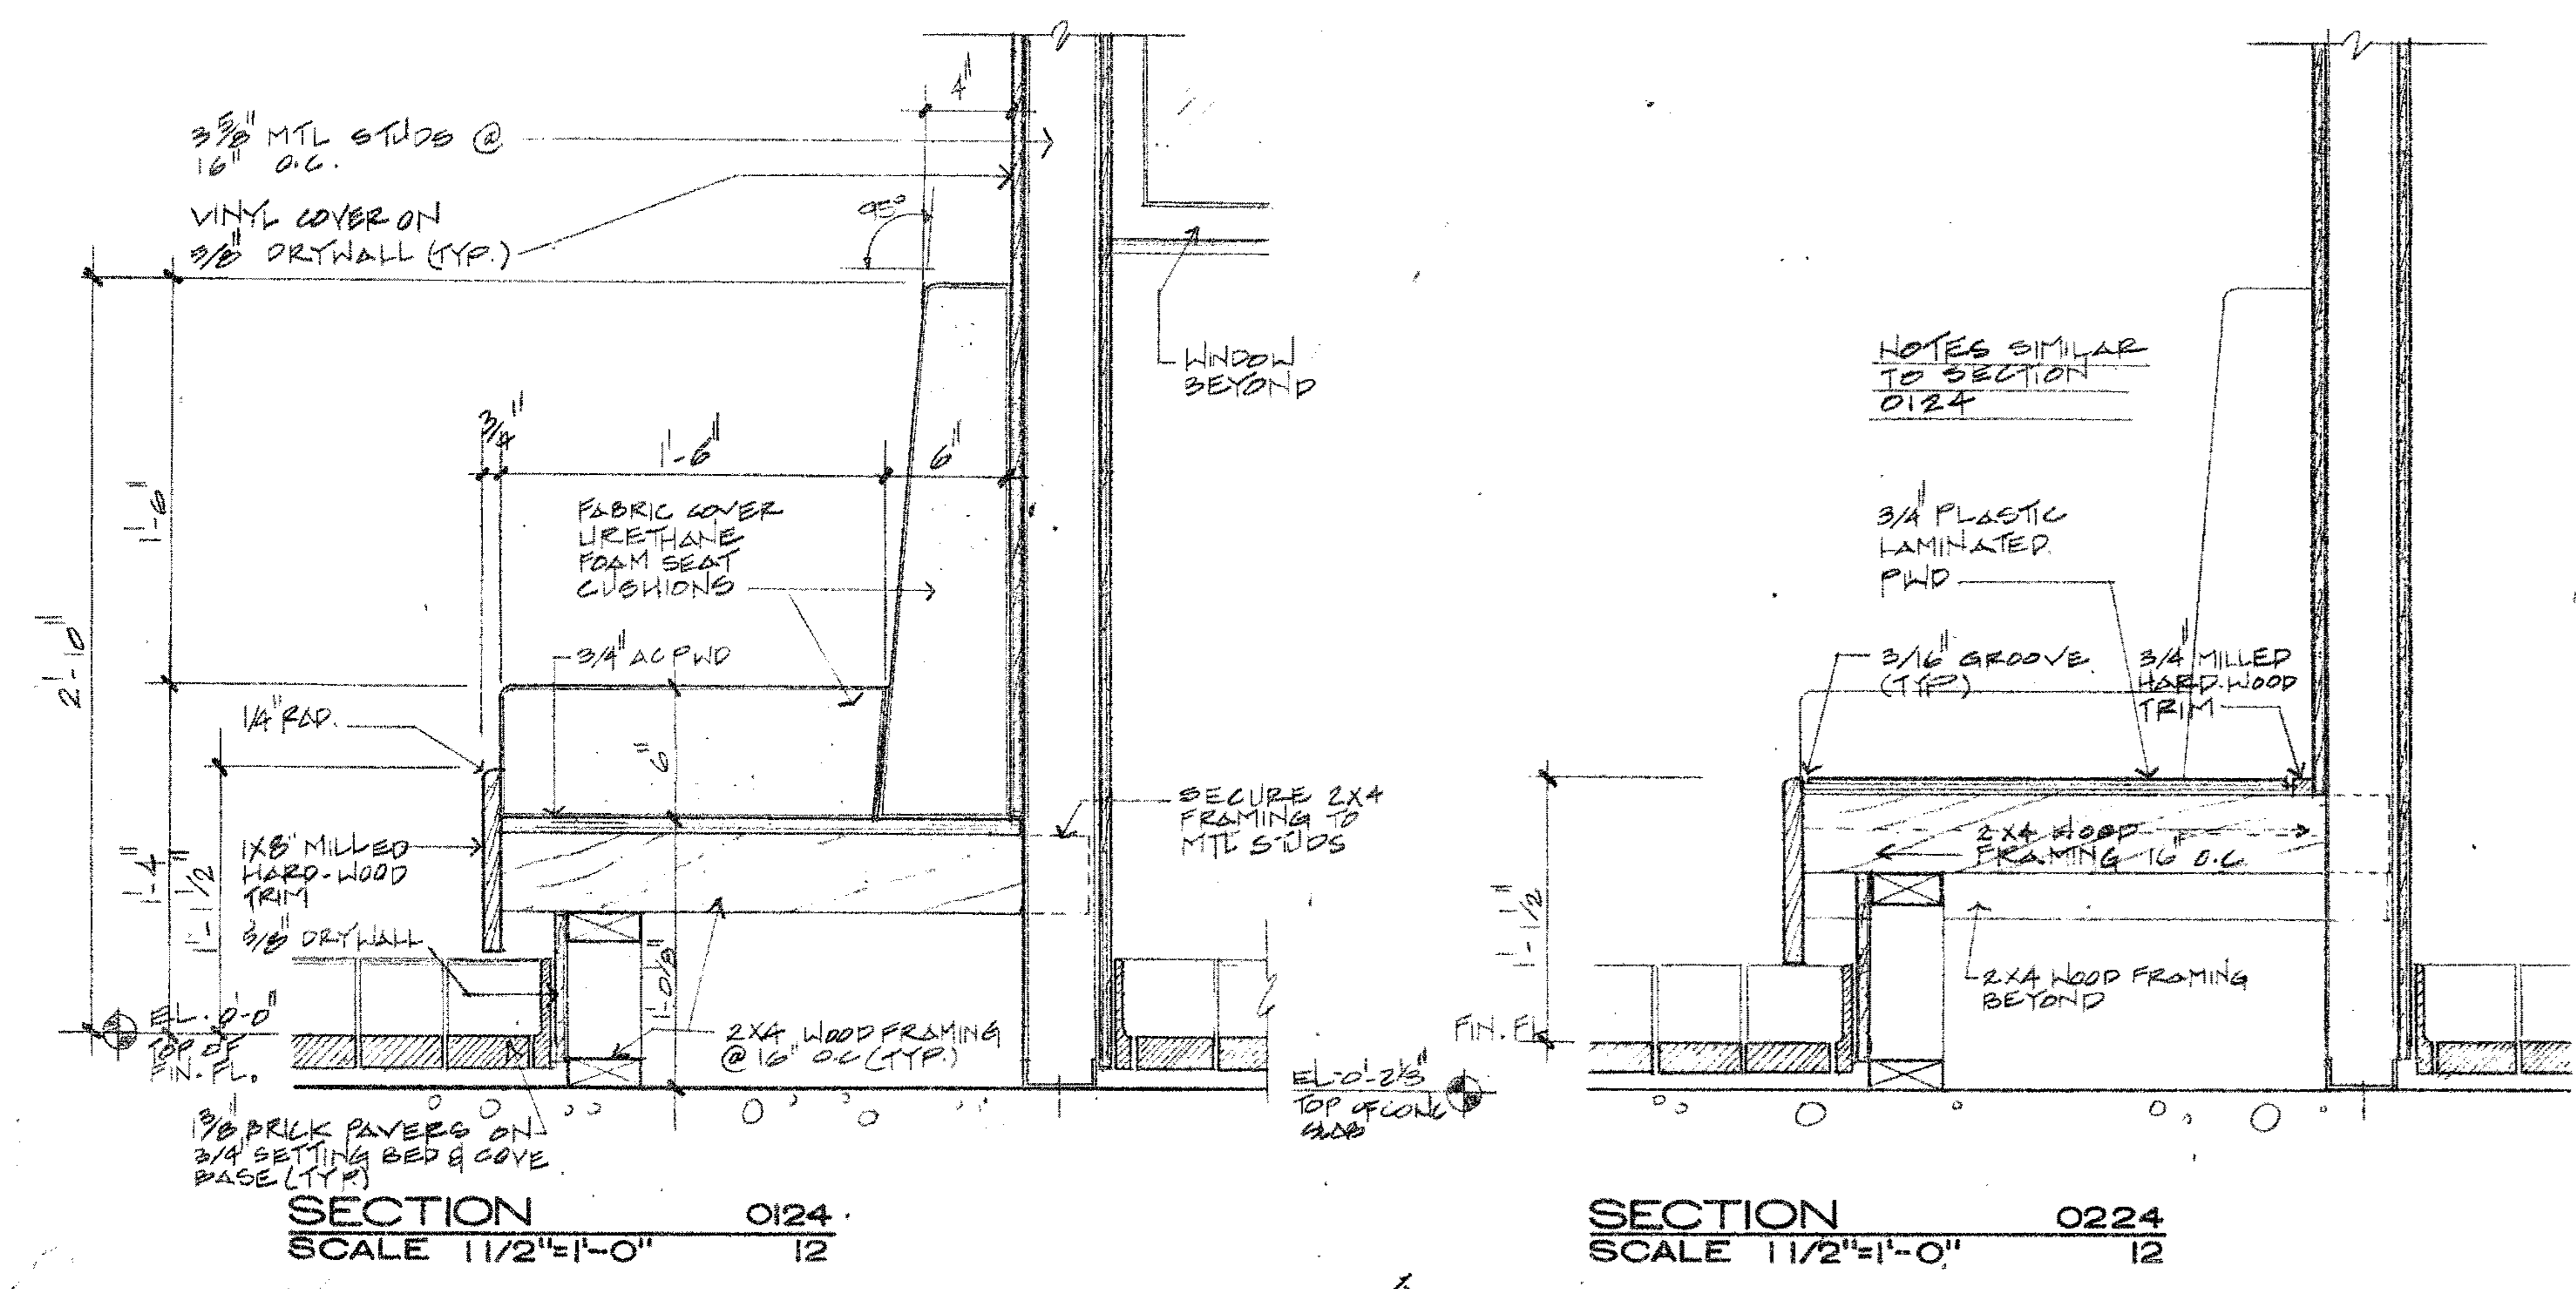 4"
3 5/8" MTL STUDS @
16" O.C.
VINYL COVER ON
3/8" DRYWALL (TYP.)
95°
WINDOW
BEYOND
3/4"
1'-6"
6"
FABRIC COVER
URETHANE
FOAM SEAT
CUSHIONS
1'-6"
2'-10"
3/4" AC PWD
1/4" RAD.
6"
SECURE 2X4
FRAMING TO
MTL STUDS
1X8" MILLED
HARD-WOOD
TRIM
1'-4"
1'-1 1/2"
3/8" DRYWALL
EL. 0'-0"
TOP OF
FIN. FL.
2X4 WOOD FRAMING
@ 16" O.C (TYP.)
1 3/8" BRICK PAVERS ON
3/4" SETTING BED & COVE
BASE (TYP.)
SECTION 0124
SCALE 1 1/2"=1'-0" 12
NOTES SIMILAR
TO SECTION
0124
3/4" PLASTIC
LAMINATED
PWD
3/16" GROOVE
(TYP)
3/4" MILLED
HARD-WOOD
TRIM
2X4 WOOD
FRAMING 16" O.C
1'-1 1/2"
2X4 WOOD FRAMING
BEYOND
FIN. FL
EL-0'-2 1/8"
TOP OF CONC
SLAB
SECTION 0224
SCALE 1 1/2"=1'-0" 12